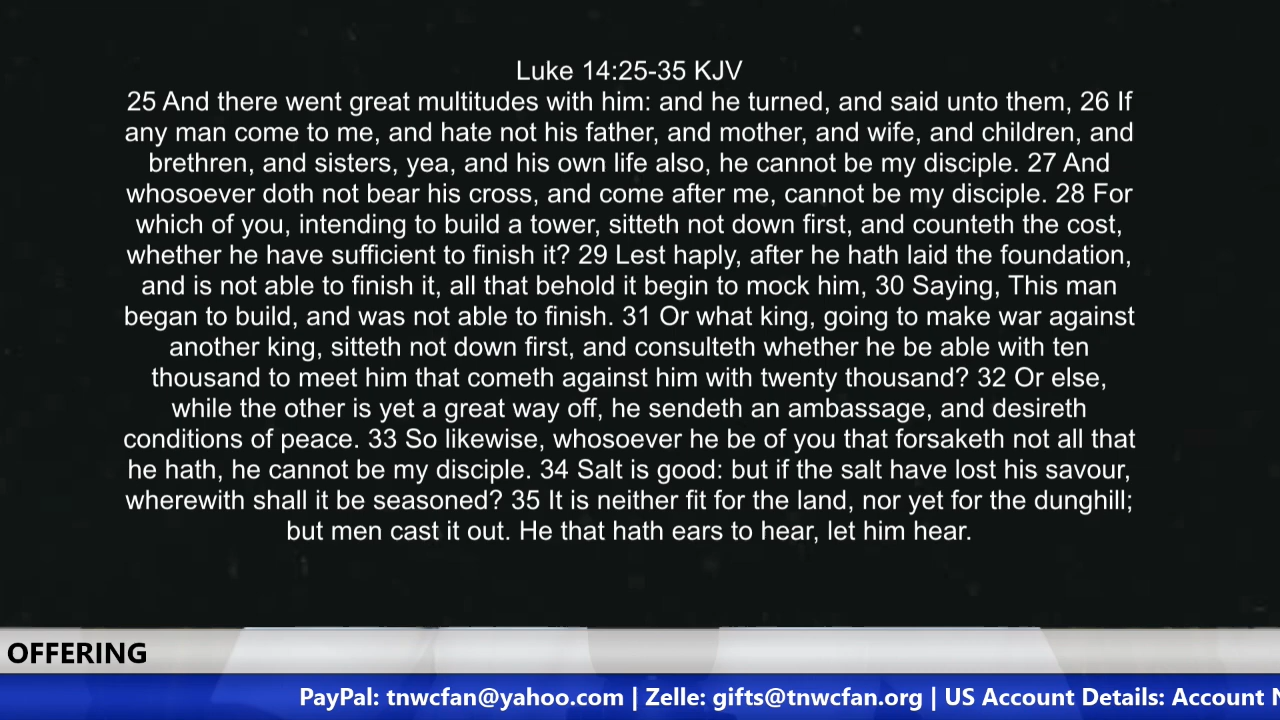 Luke 14:25-35 KJV
25 And there went great multitudes with him: and he turned, and said unto them, 26 If
any man come to me, and hate not his father, and mother, and wife, and children, and
brethren, and sisters, yea, and his own life also, he cannot be my disciple. 27 And
whosoever doth not bear his cross, and come after me, cannot be my disciple. 28 For
which of you, intending to build a tower, sitteth not down first, and counteth the cost,
whether he have sufficient to finish it? 29 Lest haply, after he hath laid the foundation,
and is not able to finish it, all that behold it begin to mock him, 30 Saying, This man
began to build, and was not able to finish. 31 Or what king, going to make war against
another king, sitteth not down first, and consulteth whether he be able with ten
thousand to meet him that cometh against him with twenty thousand? 32 Or else,
while the other is yet a great way off, he sendeth an ambassage, and desireth
conditions of peace. 33 So likewise, whosoever he be of you that forsaketh not all that
he hath, he cannot be my disciple. 34 Salt is good: but if the salt have lost his savour,
wherewith shall it be seasoned? 35 It is neither fit for the land, nor yet for the dunghill;
but men cast it out. He that hath ears to hear, let him hear.
OFFERING
PayPal: tnwcfan@yahoo.com | Zelle: gifts@tnwcfan.org | US Account Details: Account N